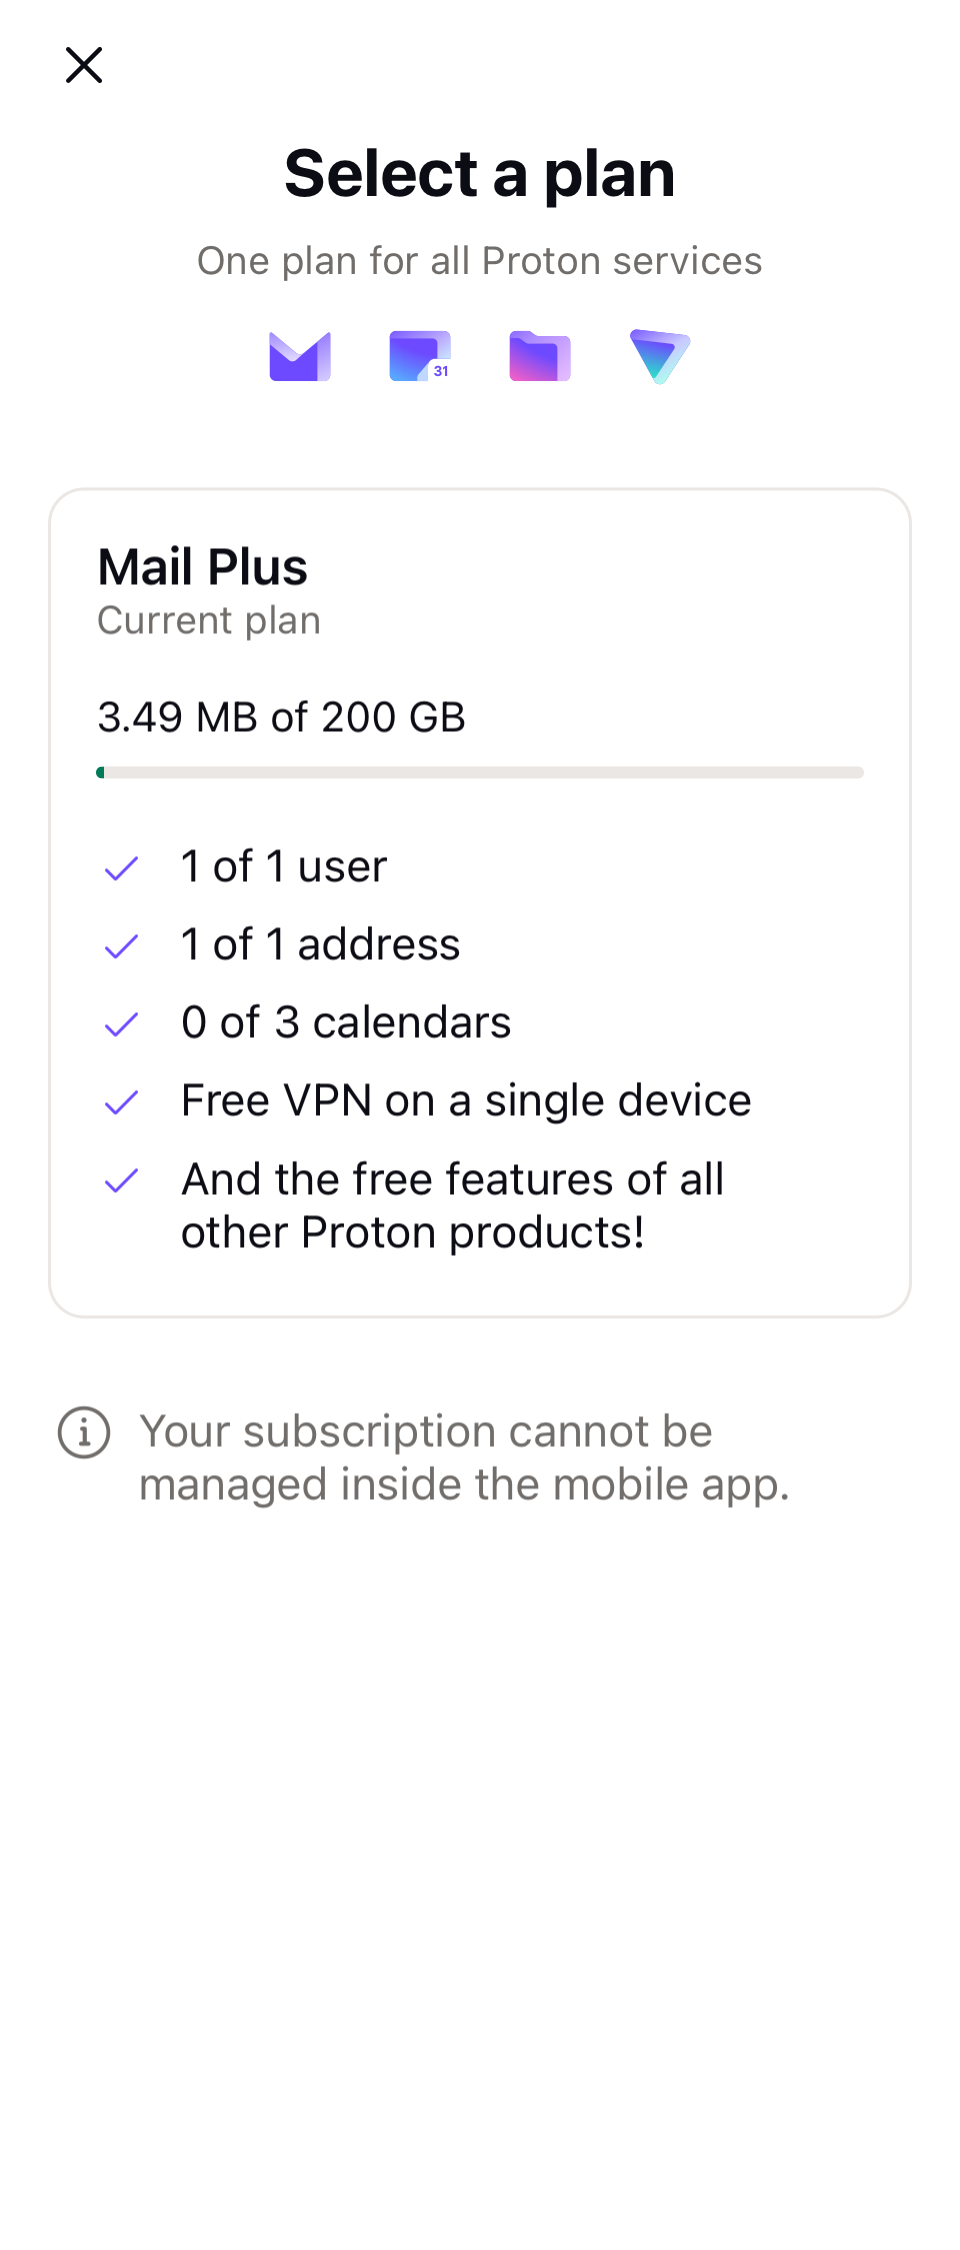 Select a plan
One plan for all Proton services
31
Mail Plus
Current plan
3.49 MB of 200 GB
1 of 1 user
1 of 1 address
0 of 3 calendars
Free VPN on a single device
And the free features of all
other Proton products!
Your subscription cannot be
managed inside the mobile app.